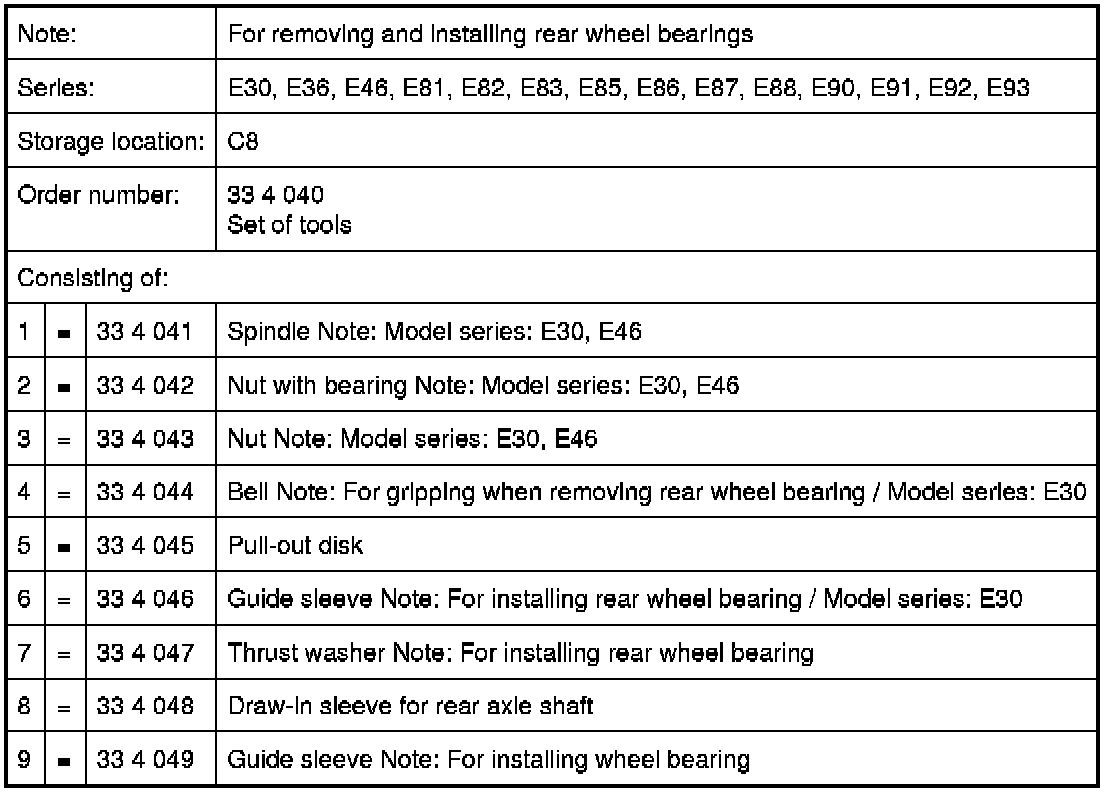 Note: For removing and installing rear wheel bearings
Series: E30, E36, E46, E81, E82, E83, E85, E86, E87, E88, E90, E91, E92, E93
Storage location: C8
Order number: 33 4 040
Set of tools
Consisting of:
1 = 33 4 041 Spindle Note: Model series: E30, E46
2 = 33 4 042 Nut with bearing Note: Model series: E30, E46
3 = 33 4 043 Nut Note: Model series: E30, E46
4 = 33 4 044 Bell Note: For gripping when removing rear wheel bearing / Model series: E30
5 = 33 4 045 Pull-out disk
6 = 33 4 046 Guide sleeve Note: For installing rear wheel bearing / Model series: E30
7 = 33 4 047 Thrust washer Note: For installing rear wheel bearing
8 = 33 4 048 Draw-in sleeve for rear axle shaft
9 = 33 4 049 Guide sleeve Note: For installing wheel bearing